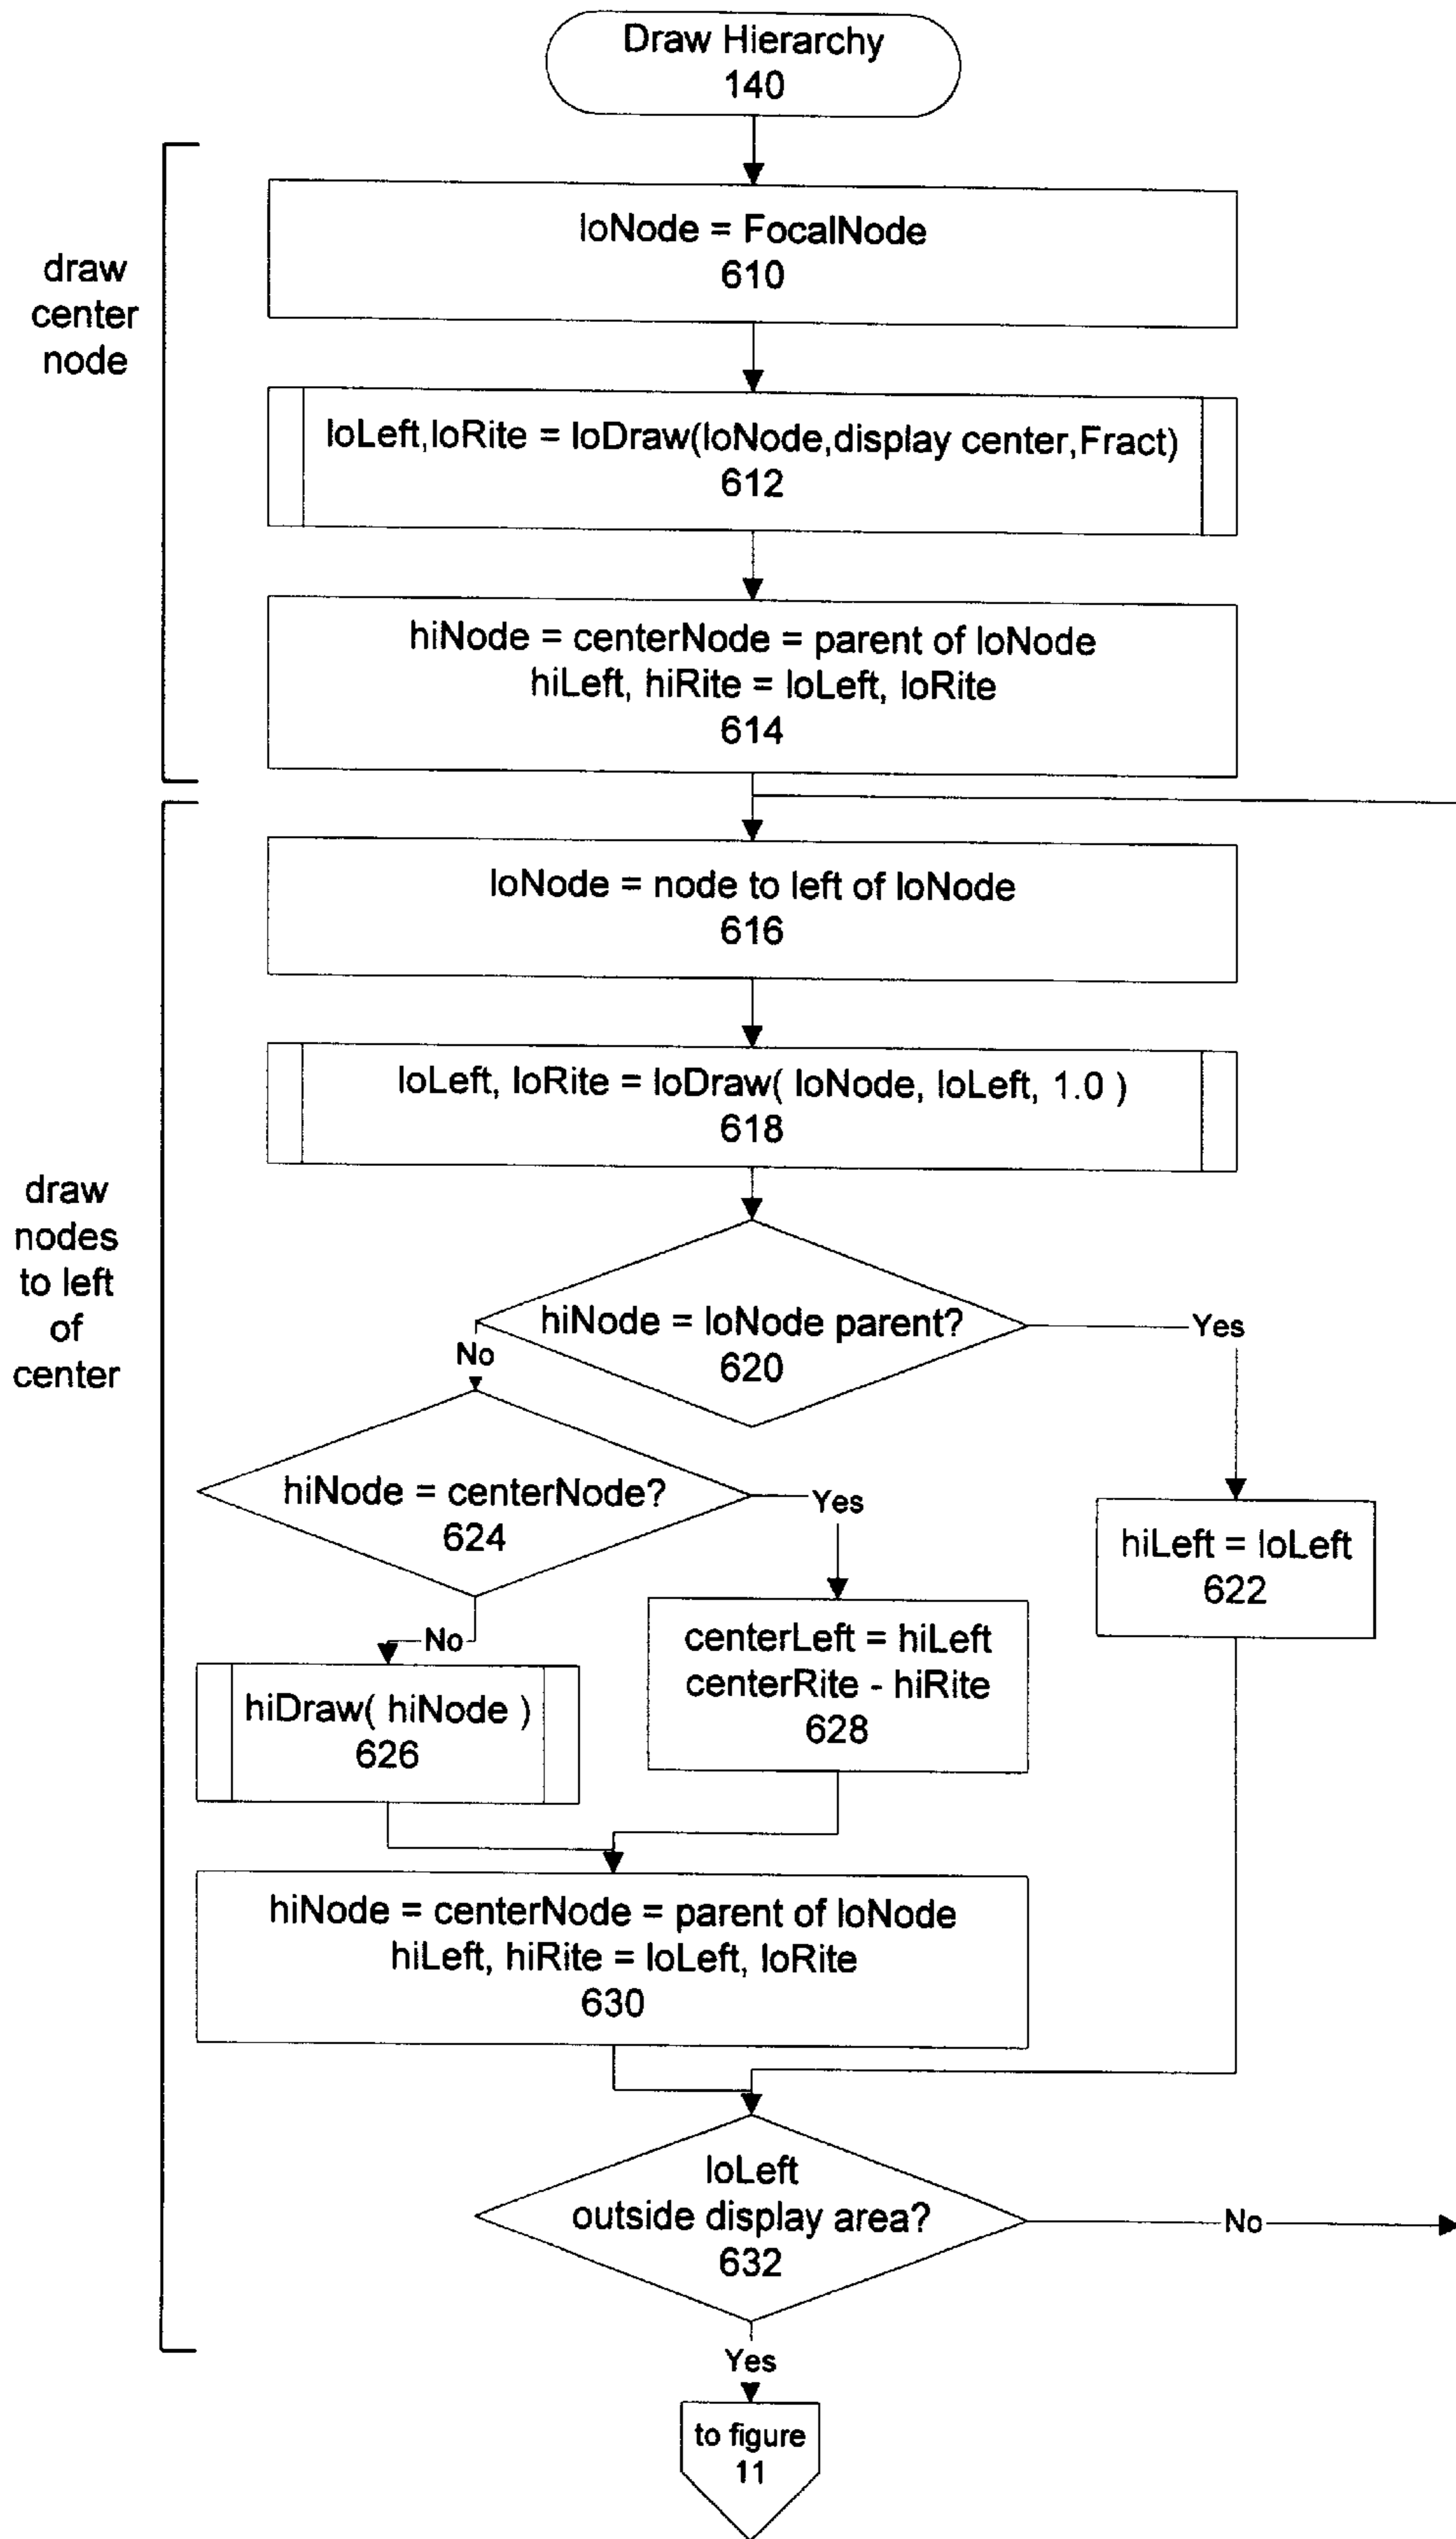 Draw Hierarchy
140
draw
center
node
loNode = FocalNode
610
loLeft,loRite = loDraw(loNode,display center,Fract)
612
hiNode = centerNode = parent of loNode
hiLeft, hiRite = loLeft, loRite
614
draw
nodes
to left
of
center
loNode = node to left of loNode
616
loLeft, loRite = loDraw( loNode, loLeft, 1.0 )
618
hiNode = loNode parent?
620
Yes
No
hiNode = centerNode?
624
Yes
hiLeft = loLeft
622
No
centerLeft = hiLeft
centerRite - hiRite
628
hiDraw( hiNode )
626
hiNode = centerNode = parent of loNode
hiLeft, hiRite = loLeft, loRite
630
loLeft
outside display area?
632
No
Yes
to figure
11